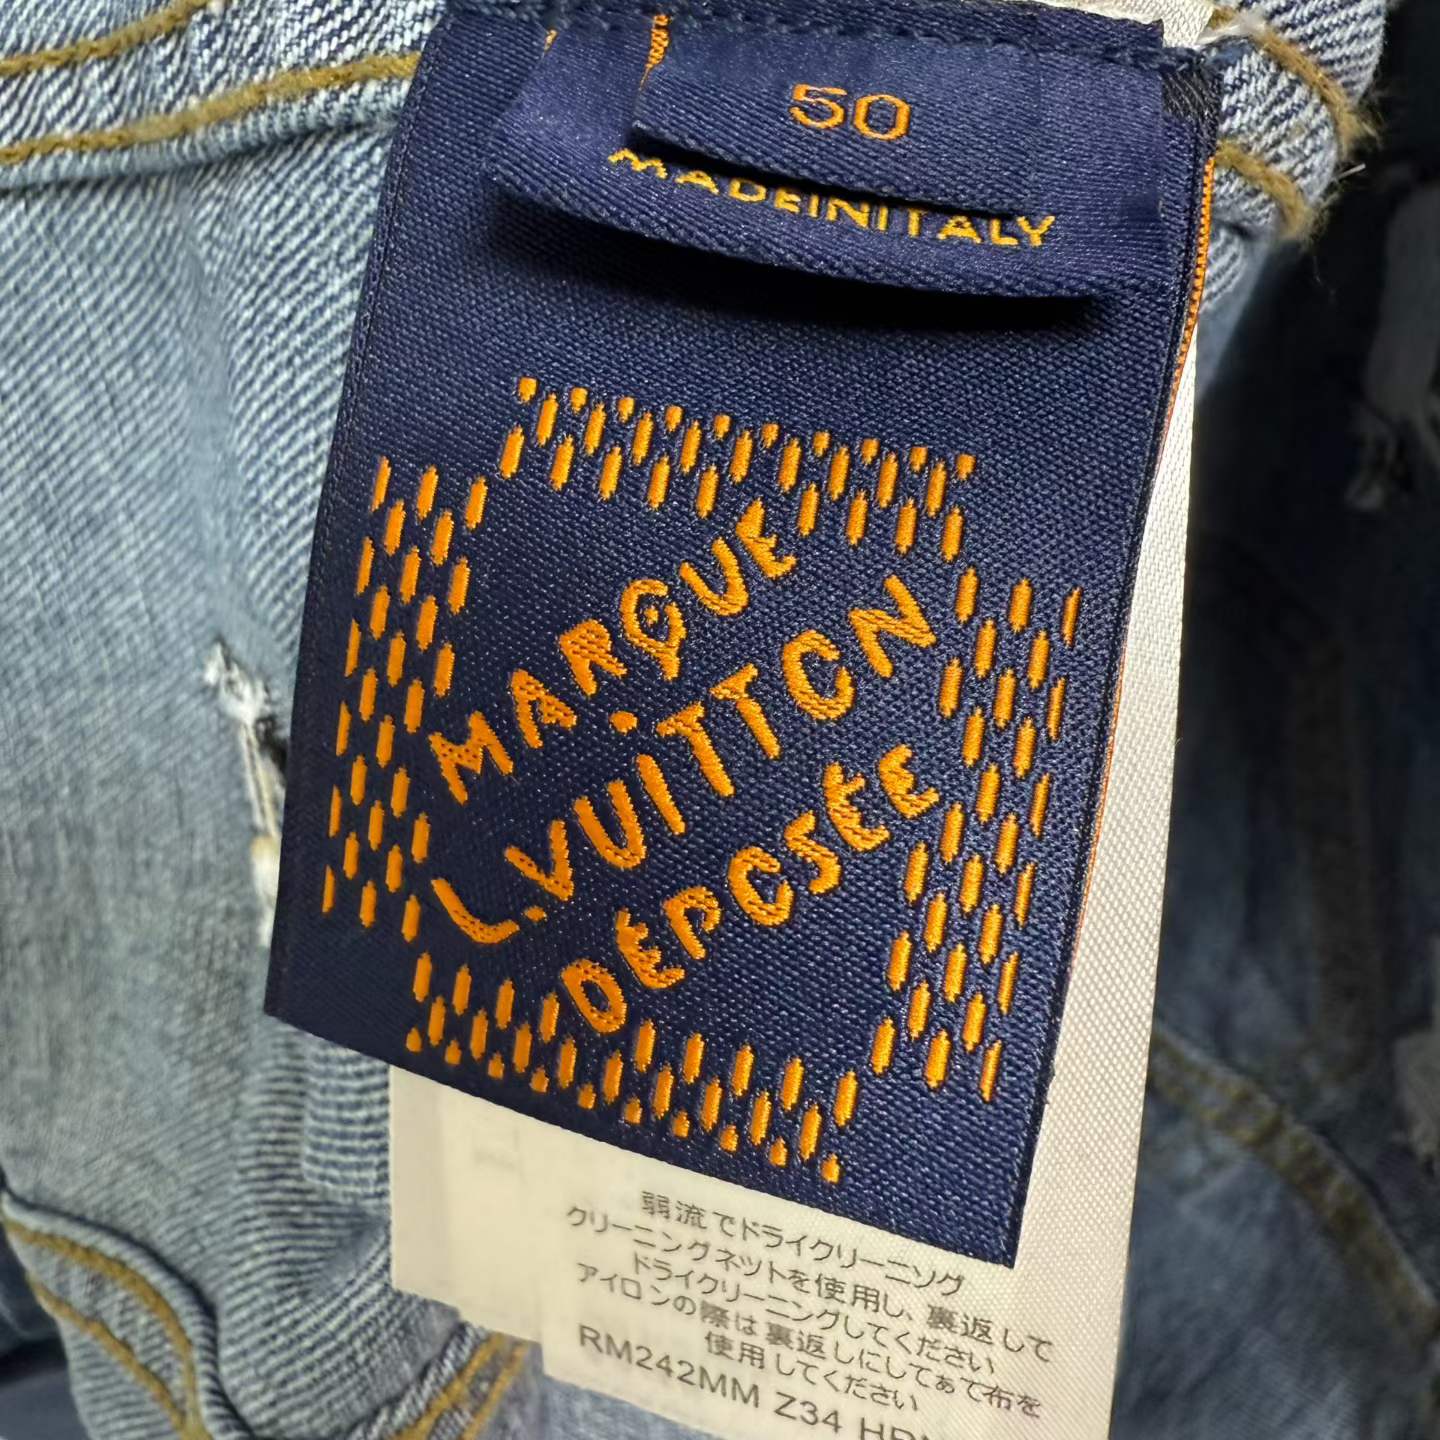 50
MADEINITALY
MARQUE
L.VUITTON
DÉPOSÉE
弱流でドライクリーニング
クリーニングネットを使用し、裏返して
ドライクリーニングしてください
アイロンの際は裏返しにしてあて布を
使用してください
RM242MM Z34